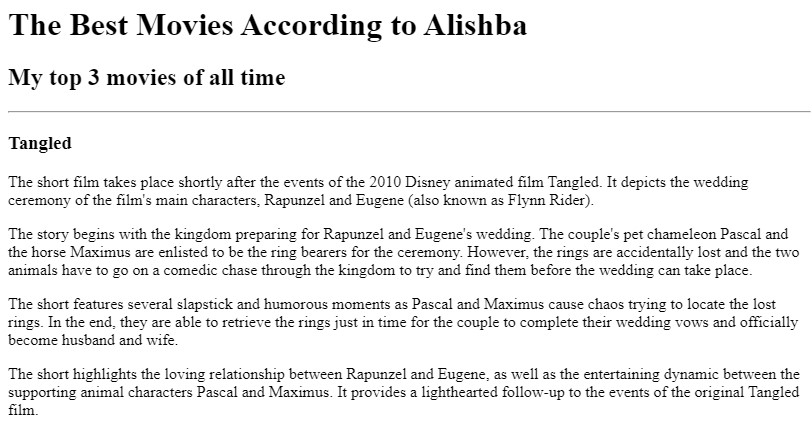 The Best Movies According to Alishba
My top 3 movies of all time
Tangled
The short film takes place shortly after the events of the 2010 Disney animated film Tangled. It depicts the wedding
ceremony of the film's main characters, Rapunzel and Eugene (also known as Flynn Rider).
The story begins with the kingdom preparing for Rapunzel and Eugene's wedding. The couple's pet chameleon Pascal and
the horse Maximus are enlisted to be the ring bearers for the ceremony. However, the rings are accidentally lost and the two
animals have to go on a comedic chase through the kingdom to try and find them before the wedding can take place.
The short features several slapstick and humorous moments as Pascal and Maximus cause chaos trying to locate the lost
rings. In the end, they are able to retrieve the rings just in time for the couple to complete their wedding vows and officially
become husband and wife.
The short highlights the loving relationship between Rapunzel and Eugene, as well as the entertaining dynamic between the
supporting animal characters Pascal and Maximus. It provides a lighthearted follow-up to the events of the original Tangled
film.